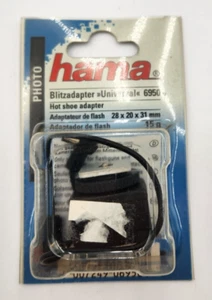 PHOTO
hama®
Blitzadapter »Universal« 6950
Hot shoe adapter
Adaptateur de flash 28 x 20 x 31 mm
Adaptador de flash 15 g